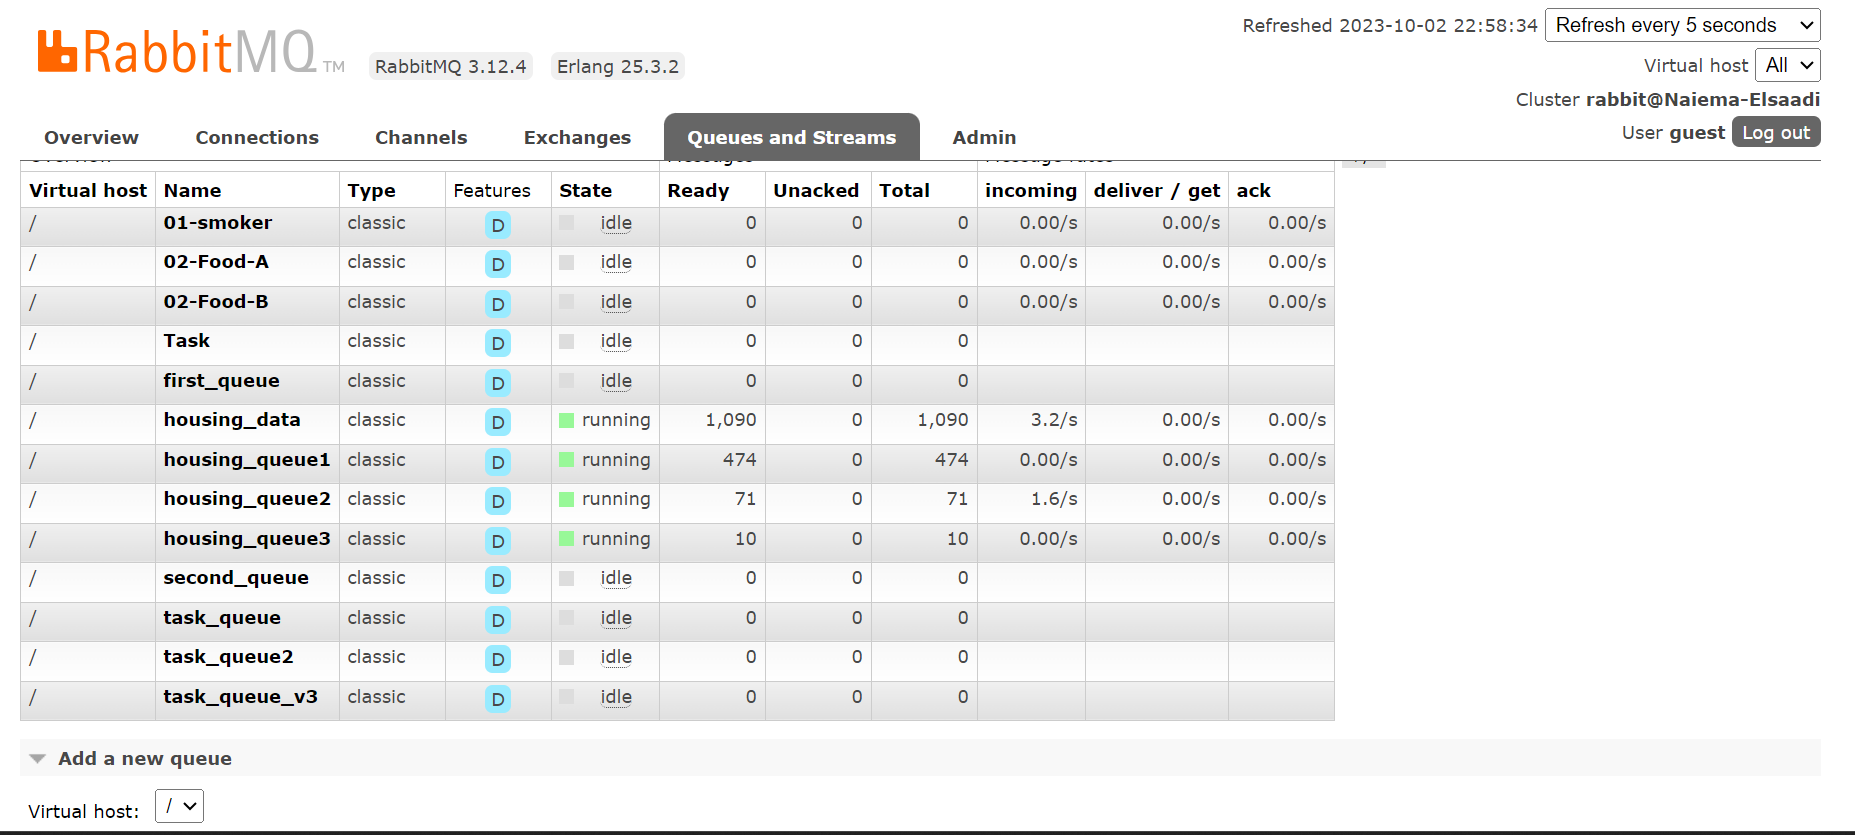 Refreshed 2023-10-02 22:58:34 Refresh every 5 seconds
RabbitMQ TM RabbitMQ 3.12.4 Erlang 25.3.2
Virtual host All
Cluster rabbit@Naiema-Elsaadi
User guest Log out
Overview Connections Channels Exchanges Queues and Streams Admin
Virtual host Name Type Features State Ready Unacked Total incoming deliver / get ack
/ 01-smoker classic D idle 0 0 0 0.00/s 0.00/s 0.00/s
/ 02-Food-A classic D idle 0 0 0 0.00/s 0.00/s 0.00/s
/ 02-Food-B classic D idle 0 0 0 0.00/s 0.00/s 0.00/s
/ Task classic D idle 0 0 0
/ first_queue classic D idle 0 0 0
/ housing_data classic D running 1,090 0 1,090 3.2/s 0.00/s 0.00/s
/ housing_queue1 classic D running 474 0 474 0.00/s 0.00/s 0.00/s
/ housing_queue2 classic D running 71 0 71 1.6/s 0.00/s 0.00/s
/ housing_queue3 classic D running 10 0 10 0.00/s 0.00/s 0.00/s
/ second_queue classic D idle 0 0 0
/ task_queue classic D idle 0 0 0
/ task_queue2 classic D idle 0 0 0
/ task_queue_v3 classic D idle 0 0 0
Add a new queue
Virtual host: /